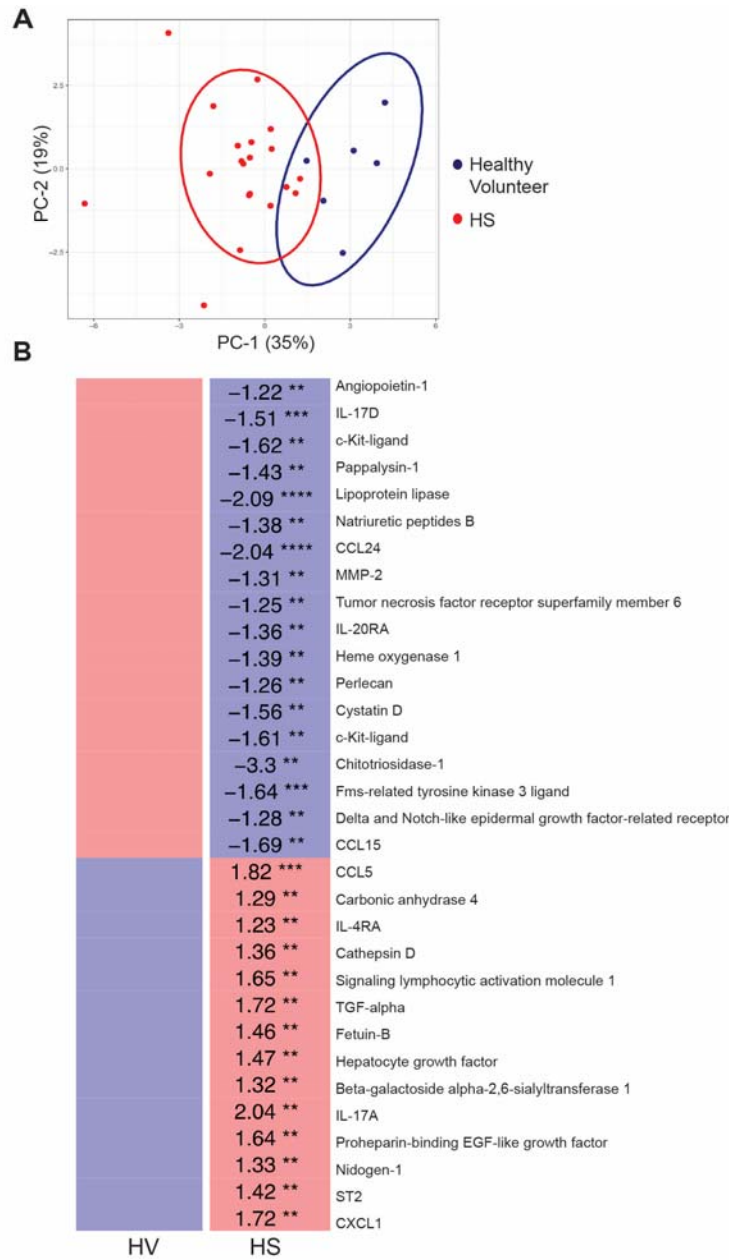 A
PC-2 (19%)
2.5
0.0
−2.5
−6
−3
0
3
6
PC-1 (35%)
Healthy
Volunteer
HS
B
−1.22 ** Angiopoietin-1
−1.51 *** IL-17D
−1.62 ** c-Kit-ligand
−1.43 ** Pappalysin-1
−2.09 **** Lipoprotein lipase
−1.38 ** Natriuretic peptides B
−2.04 **** CCL24
−1.31 ** MMP-2
−1.25 ** Tumor necrosis factor receptor superfamily member 6
−1.36 ** IL-20RA
−1.39 ** Heme oxygenase 1
−1.26 ** Perlecan
−1.56 ** Cystatin D
−1.61 ** c-Kit-ligand
−3.3 ** Chitotriosidase-1
−1.64 *** Fms-related tyrosine kinase 3 ligand
−1.28 ** Delta and Notch-like epidermal growth factor-related receptor
−1.69 ** CCL15
1.82 *** CCL5
1.29 ** Carbonic anhydrase 4
1.23 ** IL-4RA
1.36 ** Cathepsin D
1.65 ** Signaling lymphocytic activation molecule 1
1.72 ** TGF-alpha
1.46 ** Fetuin-B
1.47 ** Hepatocyte growth factor
1.32 ** Beta-galactoside alpha-2,6-sialyltransferase 1
2.04 ** IL-17A
1.64 ** Proheparin-binding EGF-like growth factor
1.33 ** Nidogen-1
1.42 ** ST2
1.72 ** CXCL1
HV HS